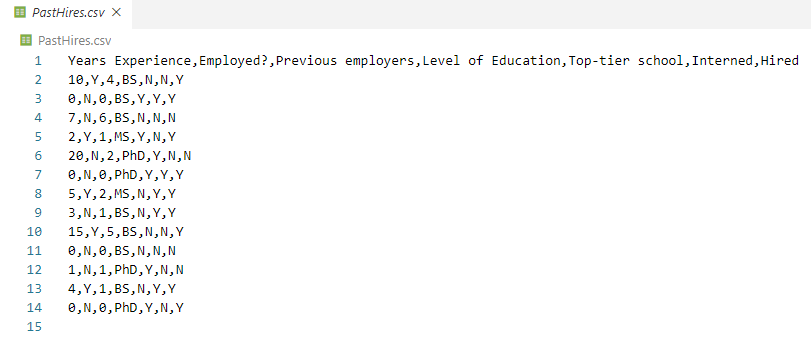 PastHires.csv ×
PastHires.csv
1 Years Experience,Employed?,Previous employers,Level of Education,Top-tier school,Interned,Hired
2 10,Y,4,BS,N,N,Y
3 0,N,0,BS,Y,Y,Y
4 7,N,6,BS,N,N,N
5 2,Y,1,MS,Y,N,Y
6 20,N,2,PhD,Y,N,N
7 0,N,0,PhD,Y,Y,Y
8 5,Y,2,MS,N,Y,Y
9 3,N,1,BS,N,Y,Y
10 15,Y,5,BS,N,N,Y
11 0,N,0,BS,N,N,N
12 1,N,1,PhD,Y,N,N
13 4,Y,1,BS,N,Y,Y
14 0,N,0,PhD,Y,N,Y
15